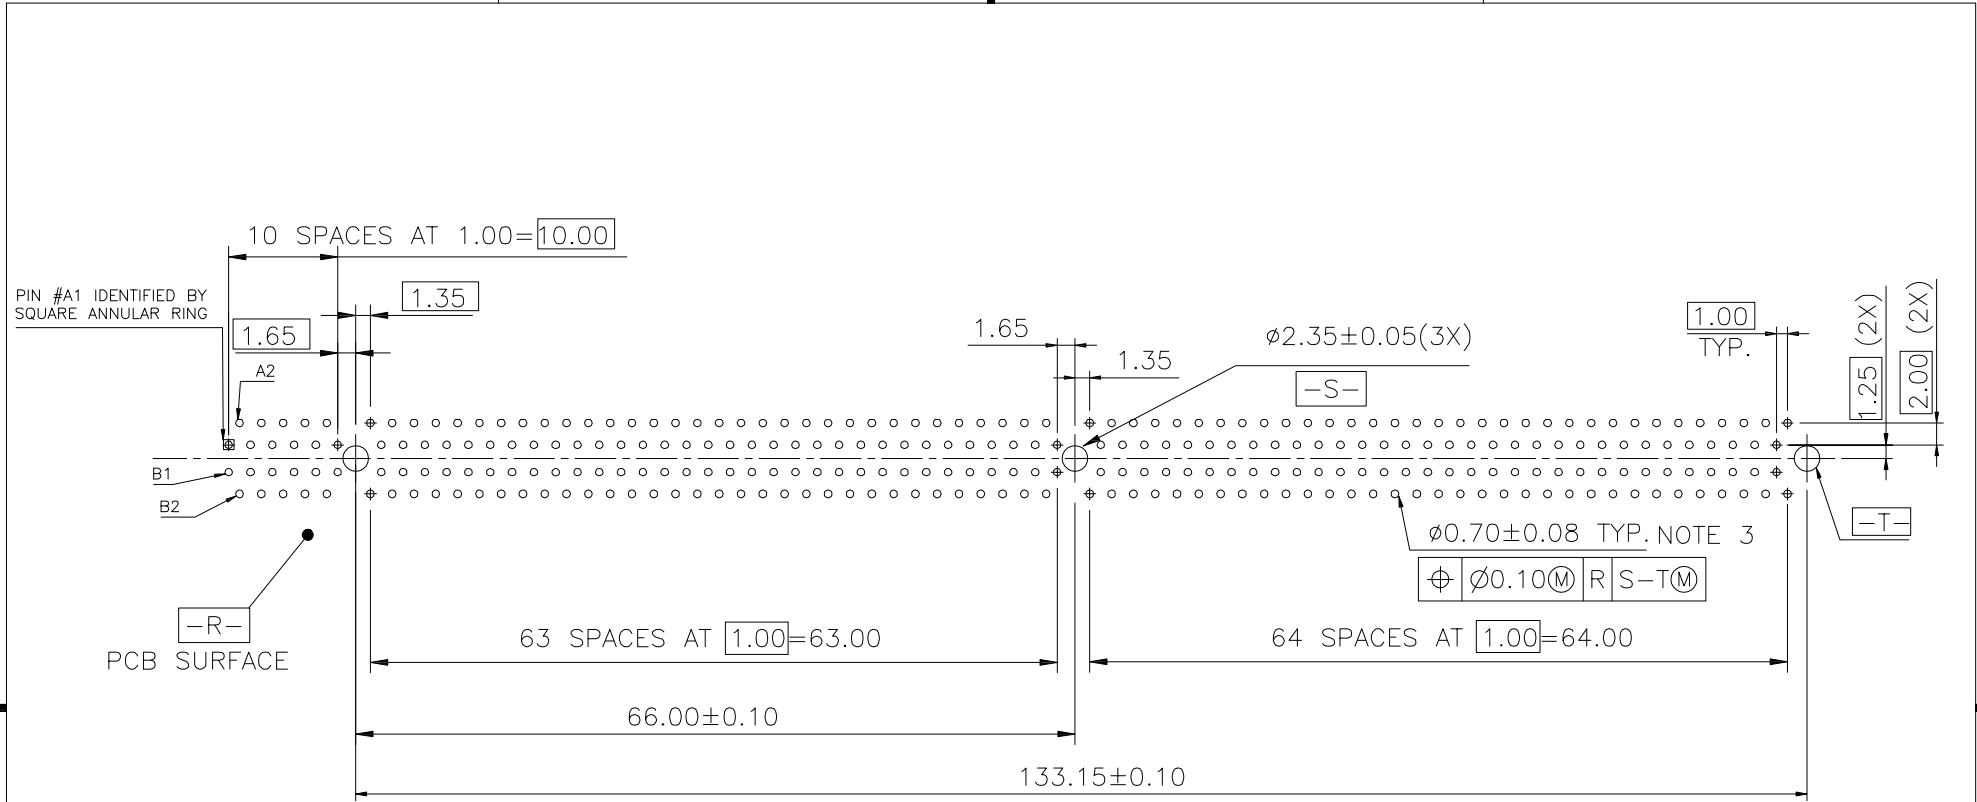 10 SPACES AT 1.00=10.00
PIN #A1 IDENTIFIED BY
SQUARE ANNULAR RING
1.35
1.65
A2
1.65
1.35
ø2.35±0.05(3X)
-S-
1.00
TYP.
1.25 (2X)
2.00 (2X)
B1
B2
-R-
PCB SURFACE
ø0.70±0.08 TYP. NOTE 3
⌖ Ø0.10Ⓜ R S-TⓂ
-T-
63 SPACES AT 1.00=63.00
64 SPACES AT 1.00=64.00
66.00±0.10
133.15±0.10